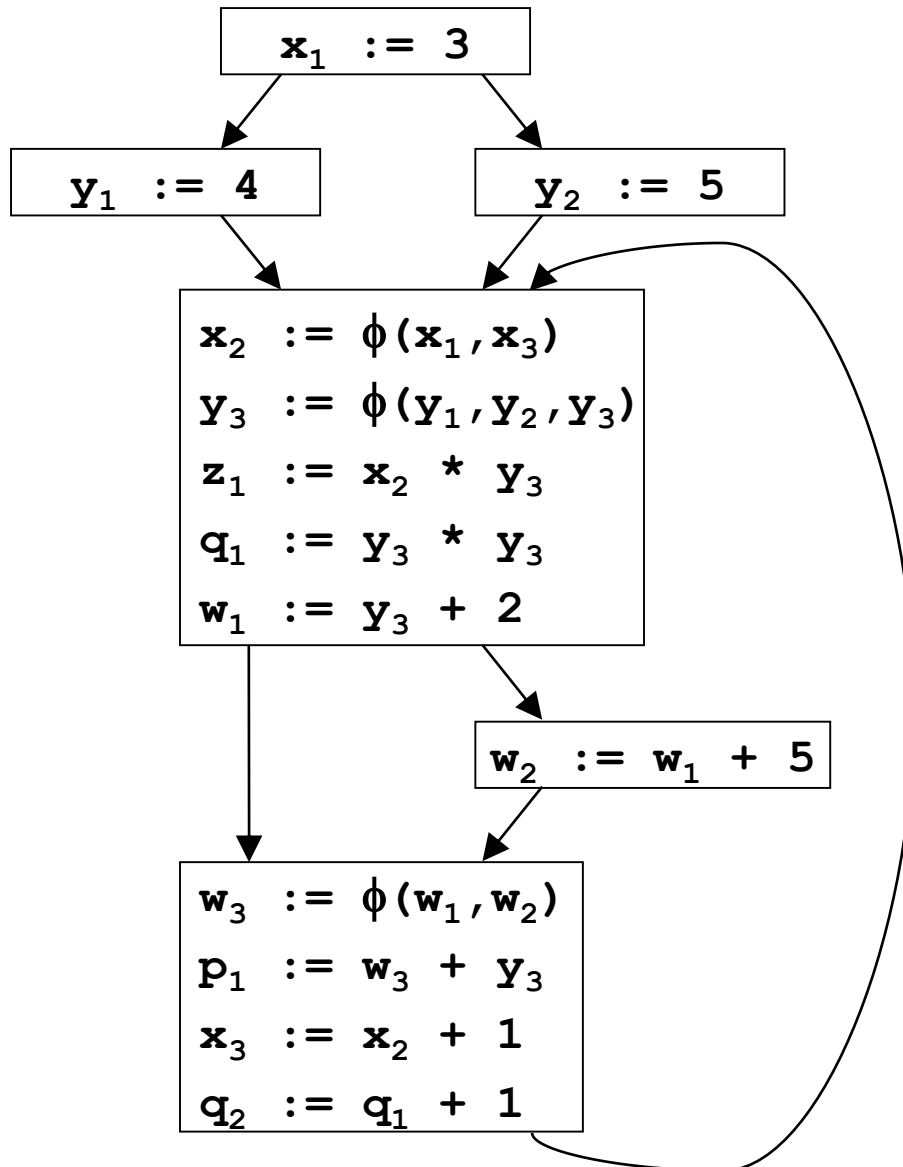 x₁ := 3
y₁ := 4
y₂ := 5
x₂ := ϕ(x₁,x₃)
y₃ := ϕ(y₁,y₂,y₃)
z₁ := x₂ * y₃
q₁ := y₃ * y₃
w₁ := y₃ + 2
w₂ := w₁ + 5
w₃ := ϕ(w₁,w₂)
p₁ := w₃ + y₃
x₃ := x₂ + 1
q₂ := q₁ + 1